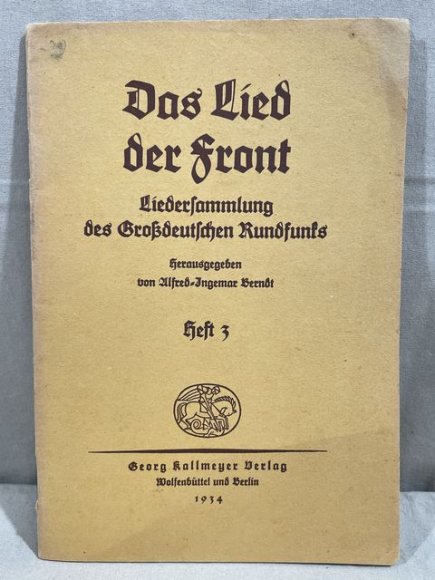 Das Lied
der Front
Liedersammlung
des Großdeutschen Rundfunks
Herausgegeben
von Alfred-Ingemar Berndt
Heft 3
Georg Kallmeyer Verlag
Wolfenbüttel und Berlin
1934